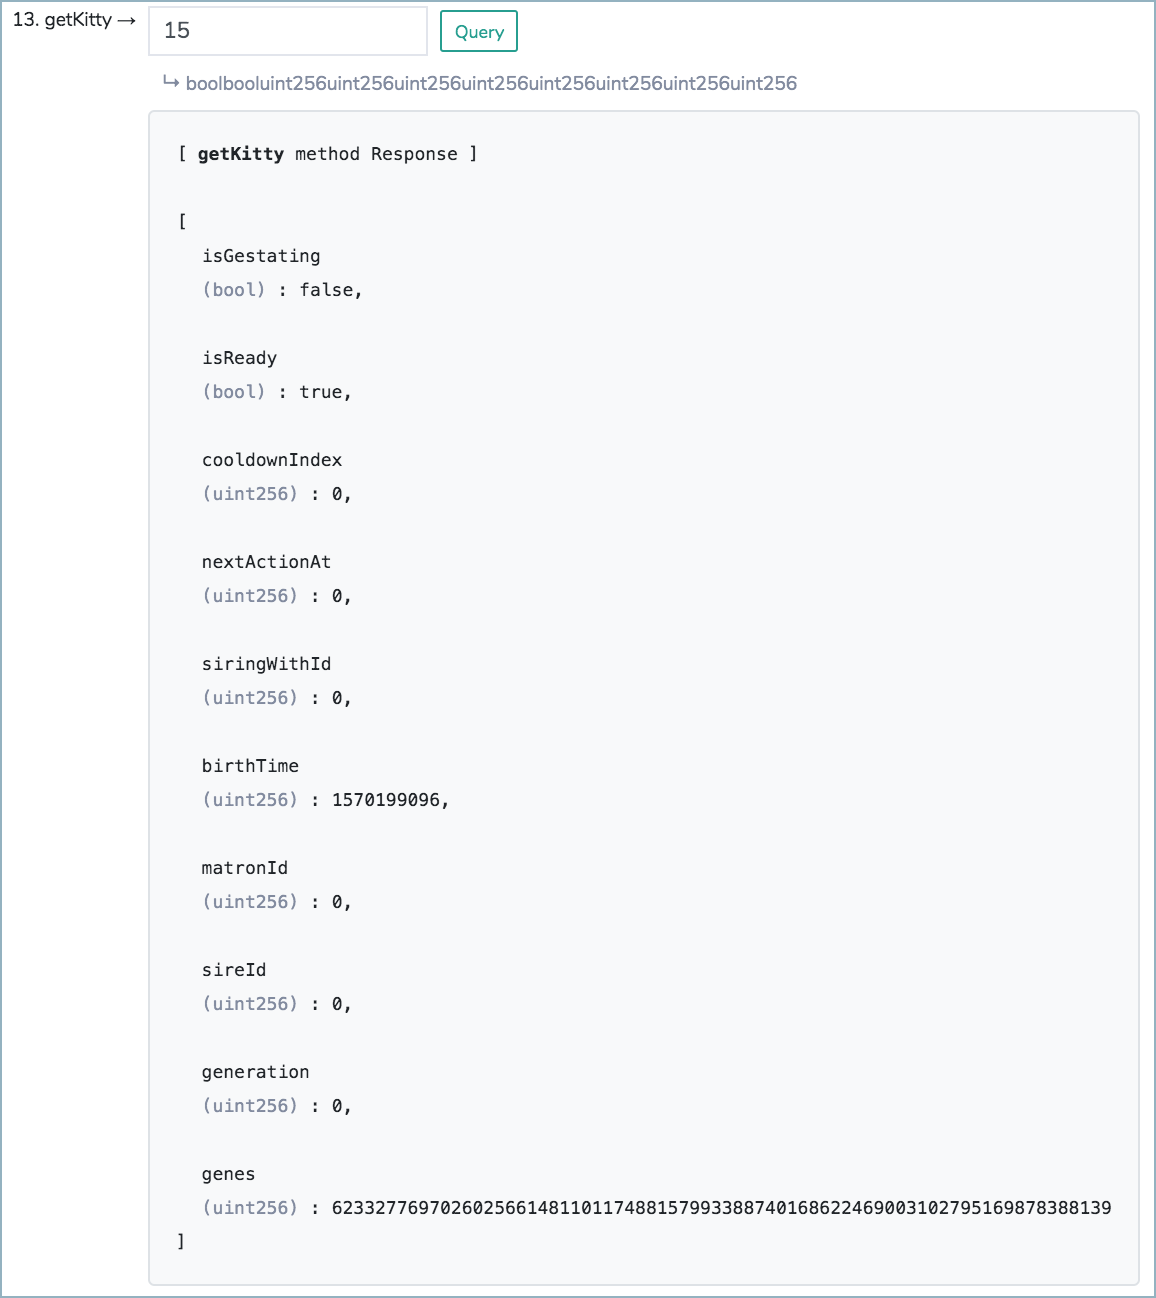 13. getKitty → 15 Query
↳ boolbooluint256uint256uint256uint256uint256uint256uint256uint256
[ getKitty method Response ]
[
isGestating
(bool) : false,
isReady
(bool) : true,
cooldownIndex
(uint256) : 0,
nextActionAt
(uint256) : 0,
siringWithId
(uint256) : 0,
birthTime
(uint256) : 1570199096,
matronId
(uint256) : 0,
sireId
(uint256) : 0,
generation
(uint256) : 0,
genes
(uint256) : 623327769702602566148110117488157993388740168622469003102795169878388139
]